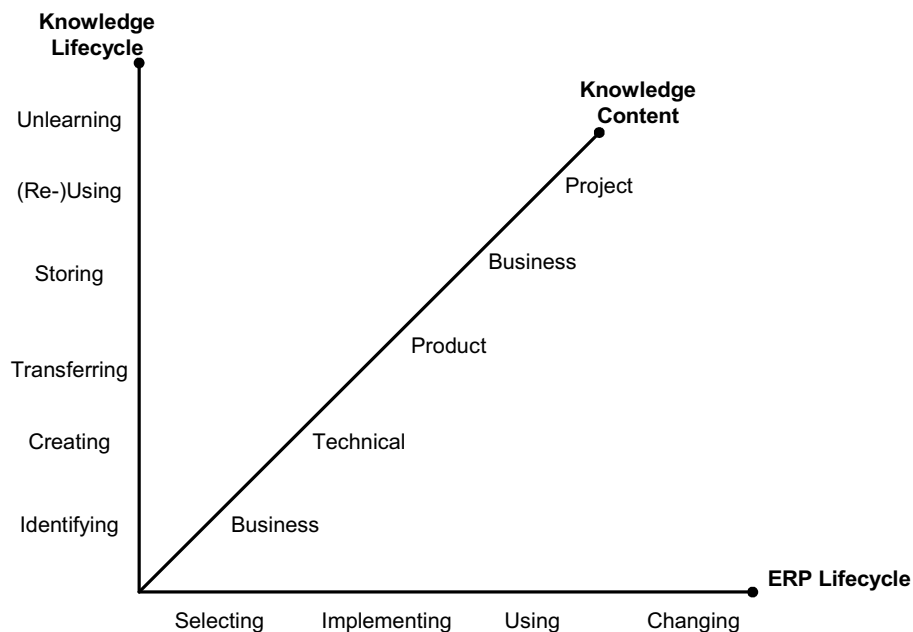 Knowledge
Lifecycle
Knowledge
Content
Unlearning
(Re-)Using
Project
Business
Storing
Product
Transferring
Creating
Technical
Identifying
Business
ERP Lifecycle
Selecting
Implementing
Using
Changing